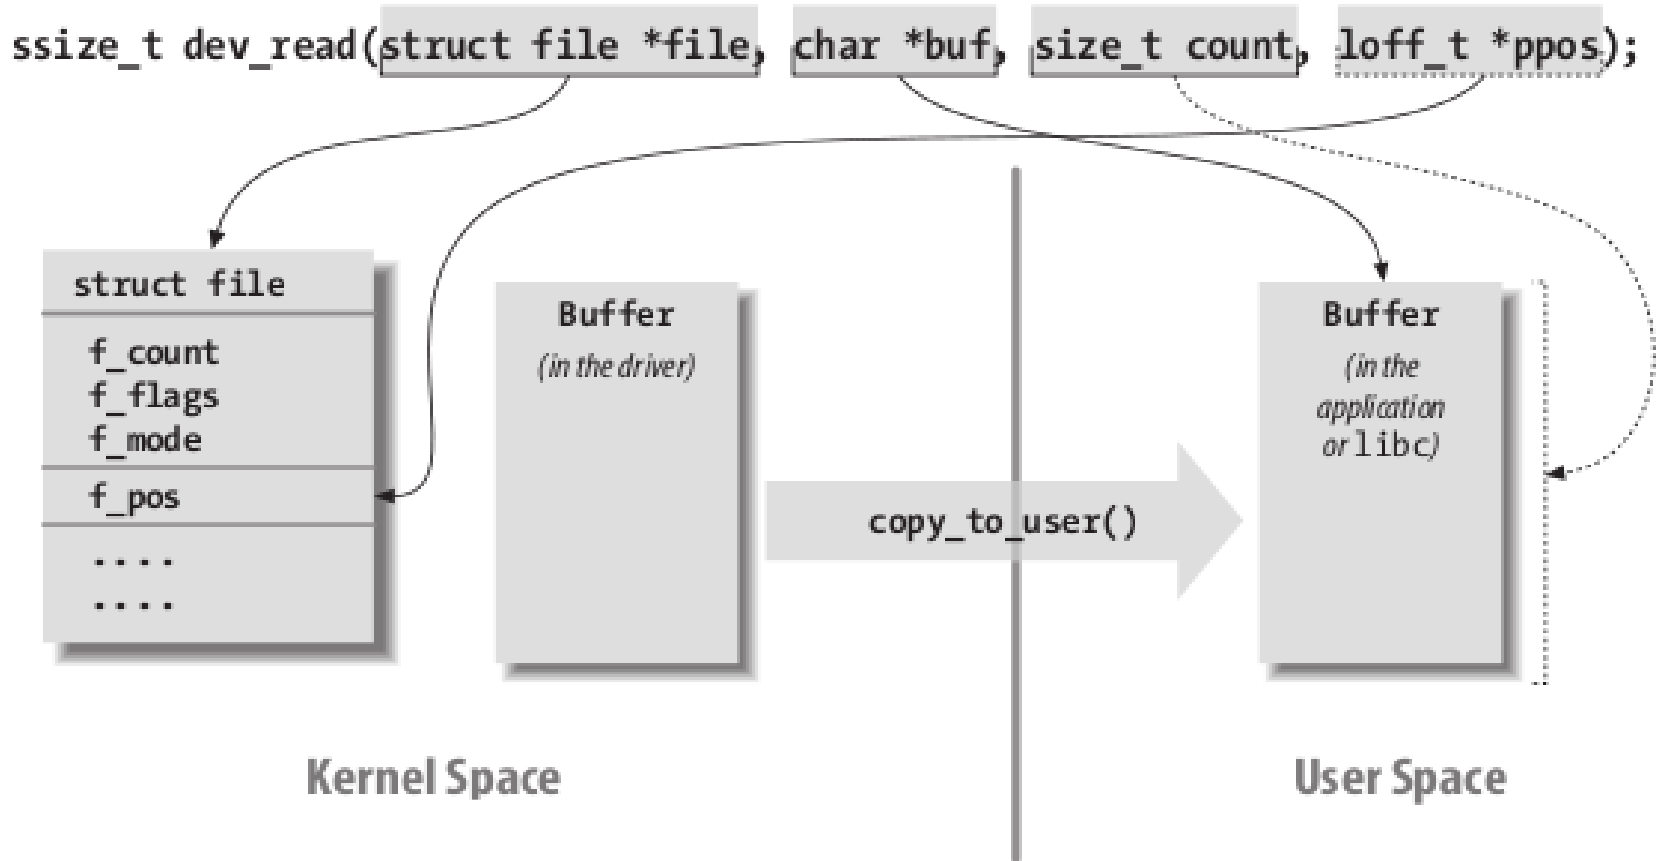 ssize_t dev_read(struct file *file, char *buf, size_t count, loff_t *ppos);
struct file
f_count
f_flags
f_mode
f_pos
....
....
Buffer
(in the driver)
copy_to_user()
Buffer
(in the
application
or libc)
Kernel Space
User Space